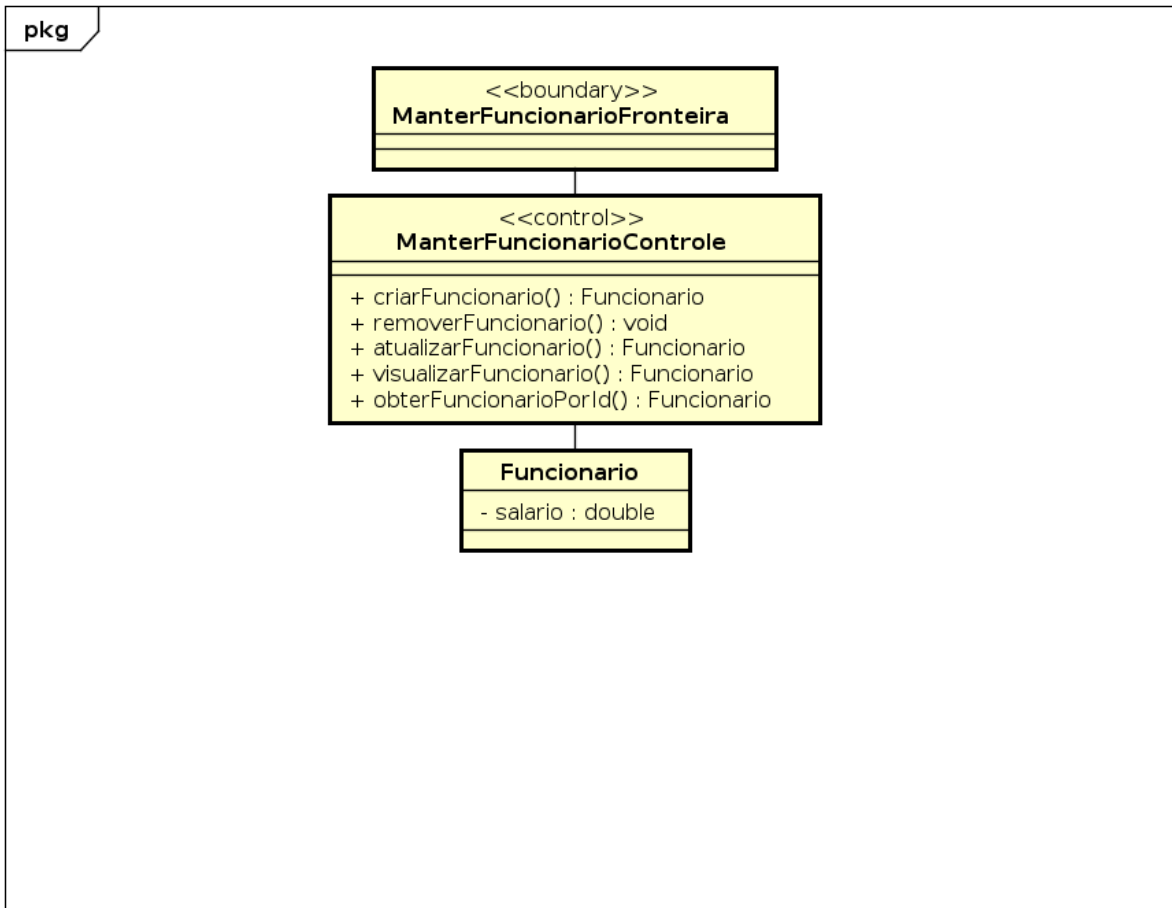 pkg
<<boundary>>
ManterFuncionarioFronteira
<<control>>
ManterFuncionarioControle
+ criarFuncionario() : Funcionario
+ removerFuncionario() : void
+ atualizarFuncionario() : Funcionario
+ visualizarFuncionario() : Funcionario
+ obterFuncionarioPorId() : Funcionario
Funcionario
- salario : double